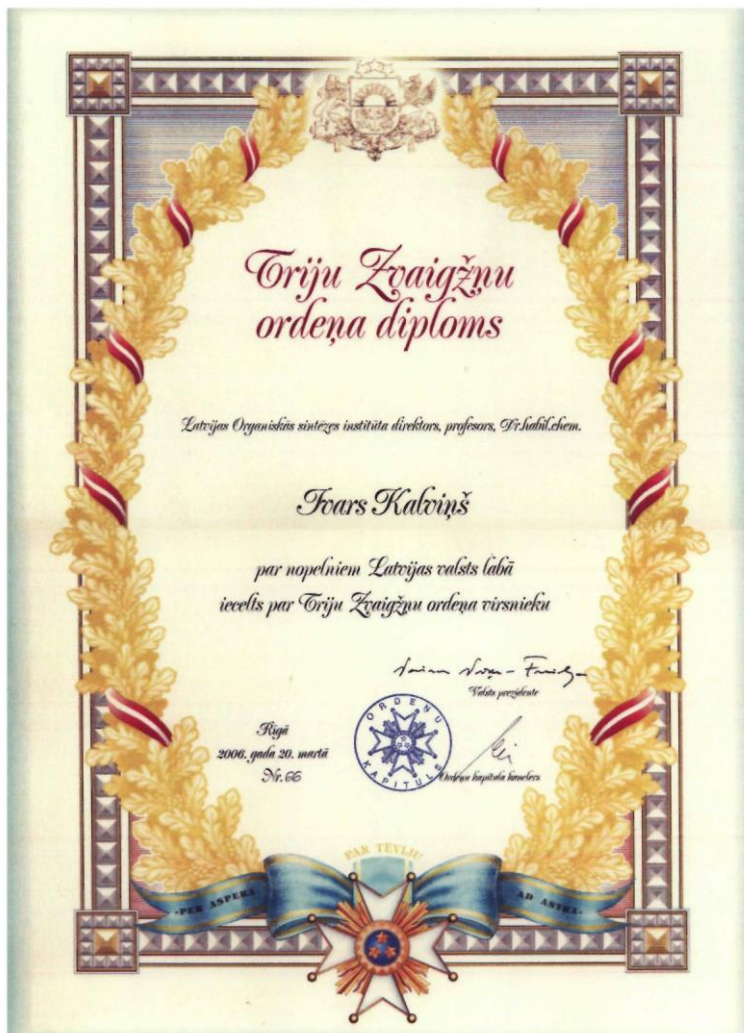 Triju Zvaigžņu
ordeņa diploms
Latvijas Organiskās sintēzes institūta direktors, profesors, Dr.habil.chem.
Ivars Kalviņš
par nopelniem Latvijas valsts labā
iecelts par Triju Zvaigžņu ordeņa virsnieku
Valsts prezidente
Rīgā
2006. gada 20. martā
Nr. 66
ORDEŅU
KAPITULS
Ordeņu kapitula kanclers
PAR TĒVIJU
·PER ASPERA
AD ASTRA·